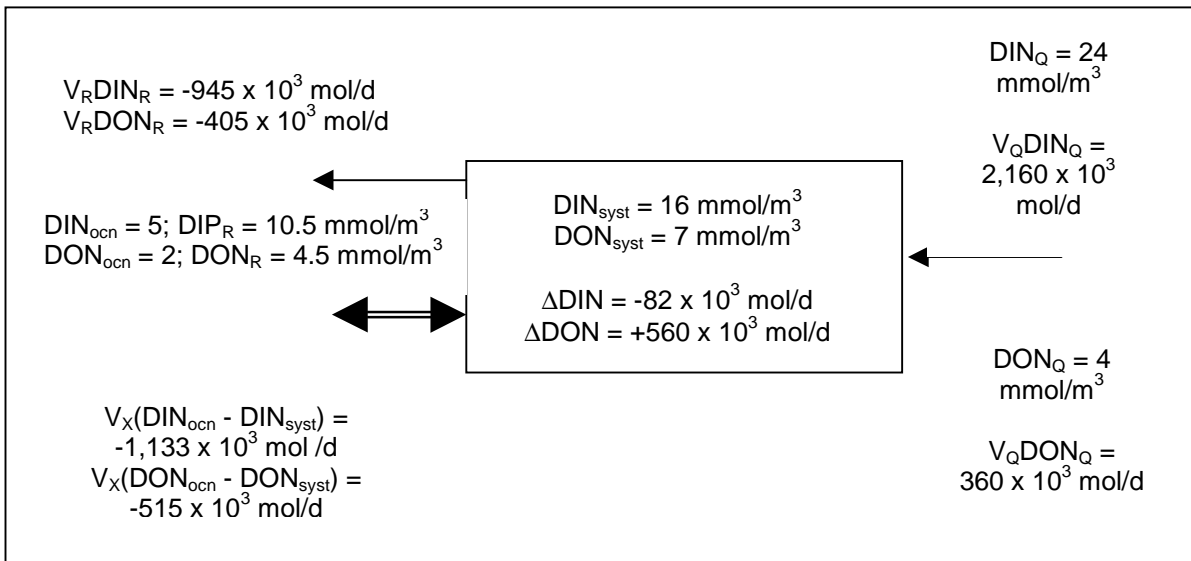 V_RDIN_R = -945 x 10^3 mol/d
V_RDON_R = -405 x 10^3 mol/d
DIN_ocn = 5; DIP_R = 10.5 mmol/m^3
DON_ocn = 2; DON_R = 4.5 mmol/m^3
V_X(DIN_ocn - DIN_syst) =
-1,133 x 10^3 mol /d
V_X(DON_ocn - DON_syst) =
-515 x 10^3 mol/d
DIN_syst = 16 mmol/m^3
DON_syst = 7 mmol/m^3
ΔDIN = -82 x 10^3 mol/d
ΔDON = +560 x 10^3 mol/d
DIN_Q = 24
mmol/m^3
V_QDIN_Q =
2,160 x 10^3
mol/d
DON_Q = 4
mmol/m^3
V_QDON_Q =
360 x 10^3 mol/d